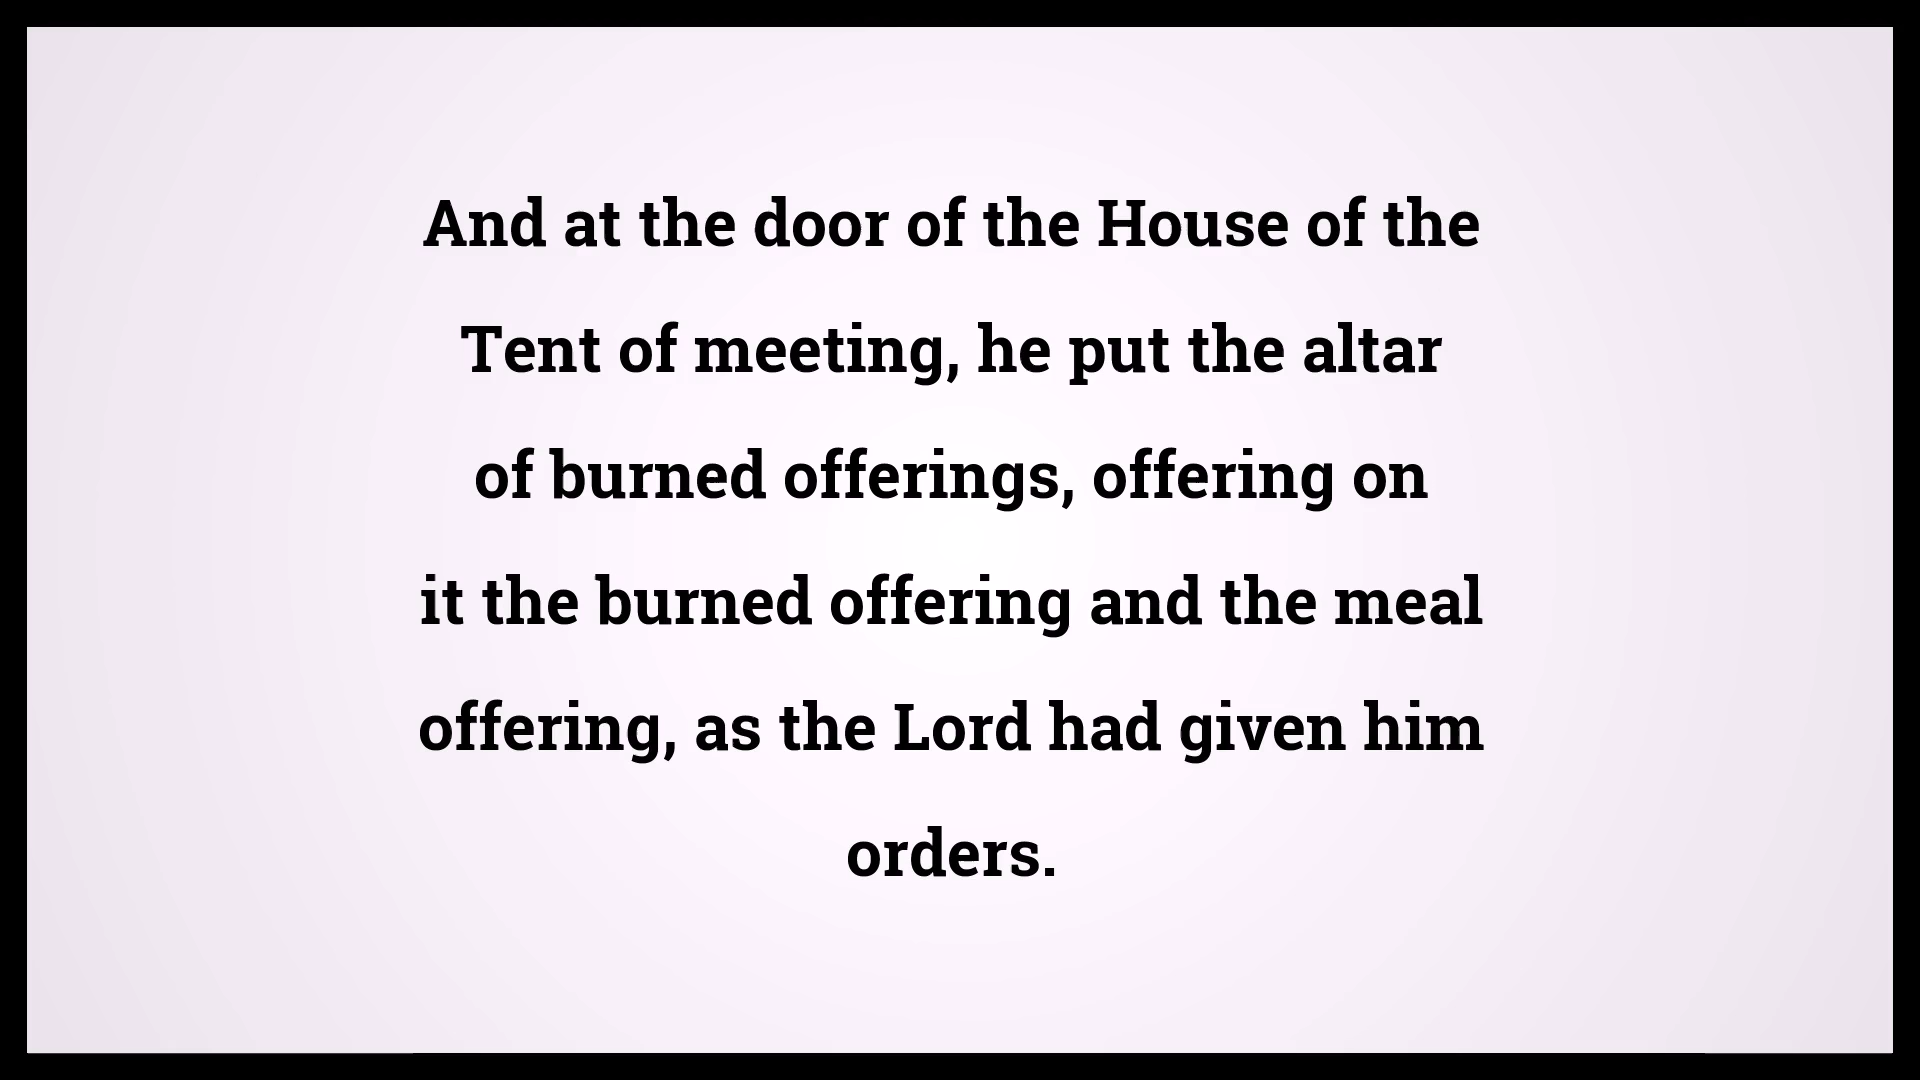 And at the door of the House of the
Tent of meeting, he put the altar
of burned offerings, offering on
it the burned offering and the meal
offering, as the Lord had given him
orders.